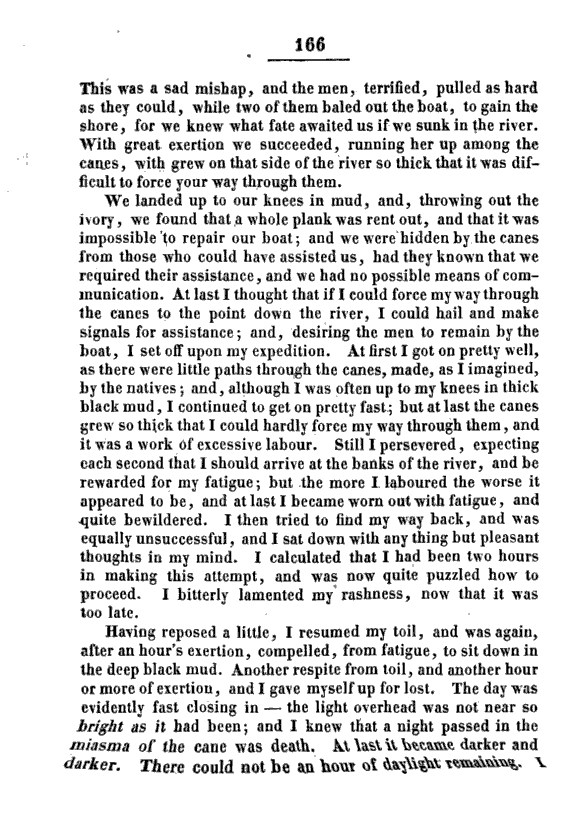 166
This was a sad mishap, and the men, terrified, pulled as hard
as they could, while two of them baled out the boat, to gain the
shore, for we knew what fate awaited us if we sunk in the river.
With great exertion we succeeded, running her up among the
canes, with grew on that side of the river so thick that it was dif-
ficult to force your way through them.
We landed up to our knees in mud, and, throwing out the
ivory, we found that a whole plank was rent out, and that it was
impossible to repair our boat; and we were hidden by the canes
from those who could have assisted us, had they known that we
required their assistance, and we had no possible means of com-
munication. At last I thought that if I could force my way through
the canes to the point down the river, I could hail and make
signals for assistance; and, desiring the men to remain by the
boat, I set off upon my expedition. At first I got on pretty well,
as there were little paths through the canes, made, as I imagined,
by the natives; and, although I was often up to my knees in thick
black mud, I continued to get on pretty fast; but at last the canes
grew so thick that I could hardly force my way through them, and
it was a work of excessive labour. Still I persevered, expecting
each second that I should arrive at the banks of the river, and be
rewarded for my fatigue; but the more I laboured the worse it
appeared to be, and at last I became worn out with fatigue, and
quite bewildered. I then tried to find my way back, and was
equally unsuccessful, and I sat down with any thing but pleasant
thoughts in my mind. I calculated that I had been two hours
in making this attempt, and was now quite puzzled how to
proceed. I bitterly lamented my rashness, now that it was
too late.
Having reposed a little, I resumed my toil, and was again,
after an hour's exertion, compelled, from fatigue, to sit down in
the deep black mud. Another respite from toil, and another hour
or more of exertion, and I gave myself up for lost. The day was
evidently fast closing in — the light overhead was not near so
bright as it had been; and I knew that a night passed in the
miasma of the cane was death. At last it became darker and
darker. There could not be an hour of daylight remaining. I